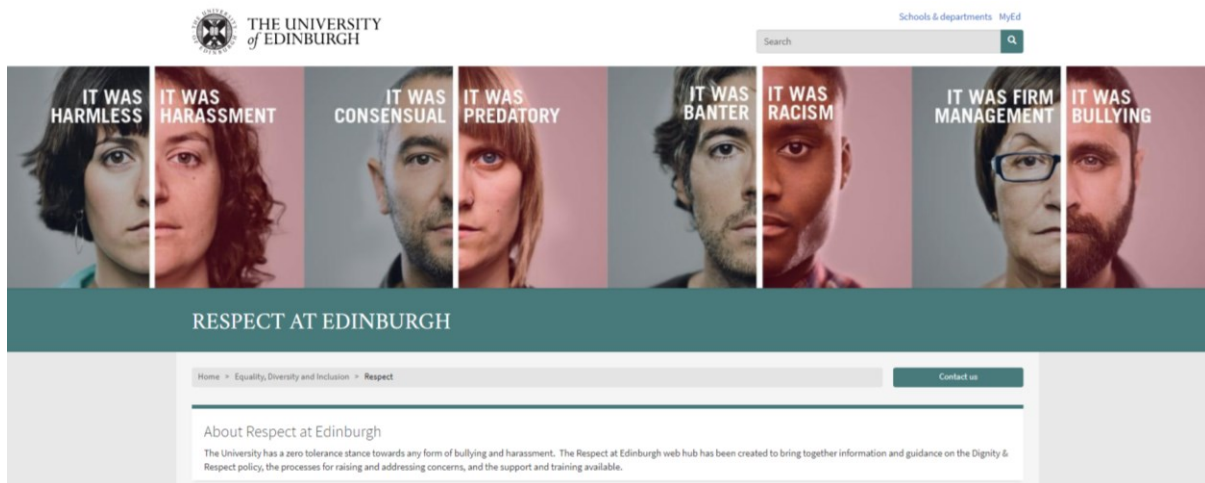 THE UNIVERSITY
of EDINBURGH
Schools & departments MyEd
Search
IT WAS
HARMLESS
IT WAS
HARASSMENT
IT WAS
CONSENSUAL
IT WAS
PREDATORY
IT WAS
BANTER
IT WAS
RACISM
IT WAS FIRM
MANAGEMENT
IT WAS
BULLYING
RESPECT AT EDINBURGH
Home > Equality, Diversity and Inclusion > Respect
Contact us
About Respect at Edinburgh
The University has a zero tolerance stance towards any form of bullying and harassment. The Respect at Edinburgh web hub has been created to bring together information and guidance on the Dignity &
Respect policy, the processes for raising and addressing concerns, and the support and training available.